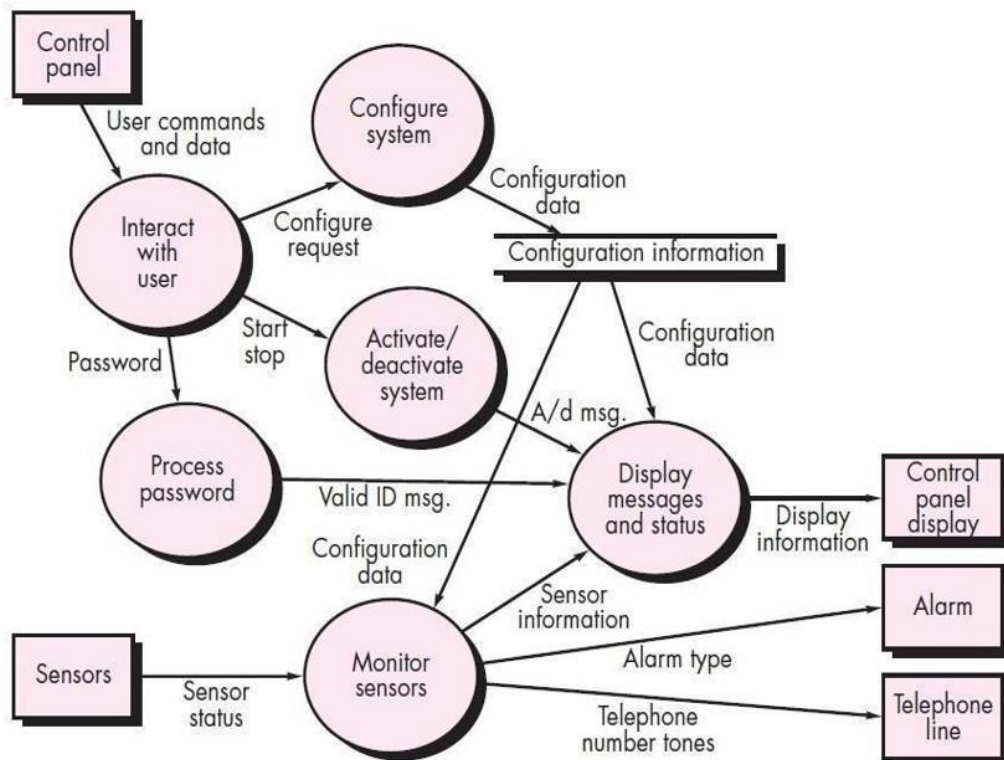 Control
panel
User commands
and data
Configure
system
Configuration
data
Interact
with
user
Configure
request
Configuration information
Start
stop
Activate/
deactivate
system
Configuration
data
Password
A/d msg.
Process
password
Valid ID msg.
Display
messages
and status
Display
information
Control
panel
display
Configuration
data
Sensor
information
Alarm
Sensors
Sensor
status
Monitor
sensors
Alarm type
Telephone
number tones
Telephone
line